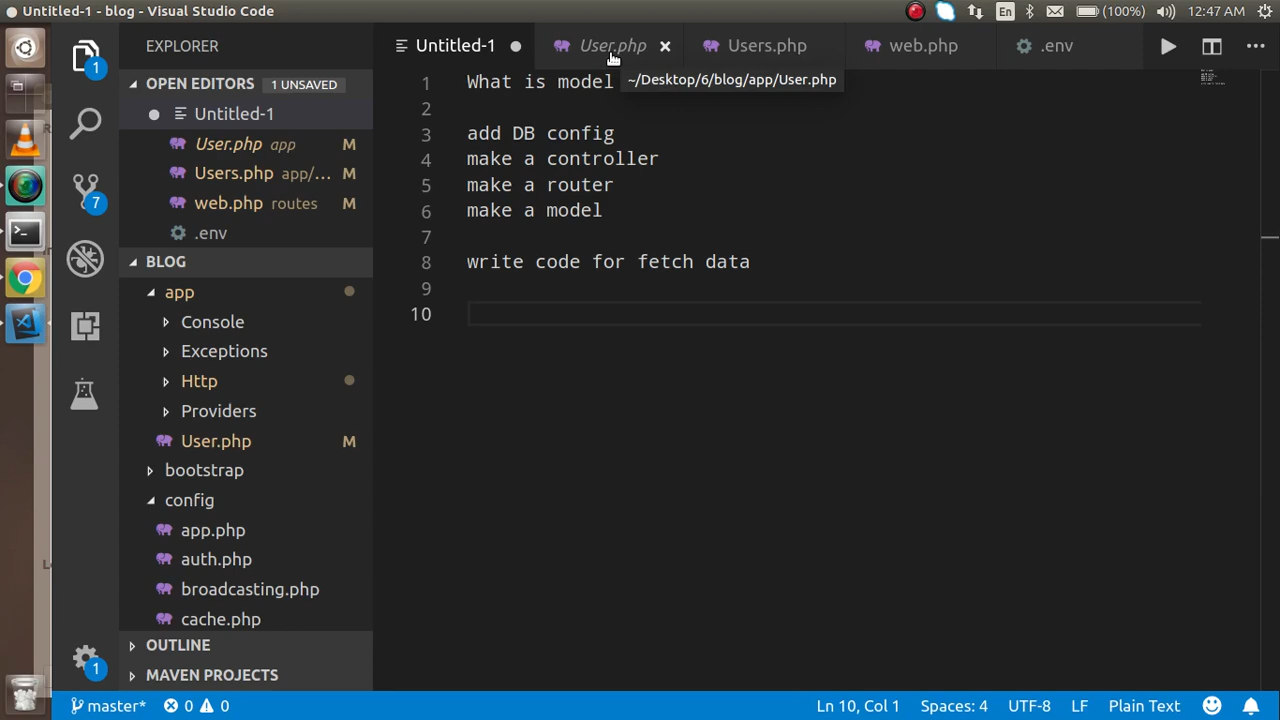 Untitled-1 - blog - Visual Studio Code
En
(100%)
12:47 AM
EXPLORER
Untitled-1
User.php
Users.php
web.php
.env
~/Desktop/6/blog/app/User.php
1
OPEN EDITORS
1 UNSAVED
Untitled-1
User.php app M
Users.php app/... M
web.php routes M
.env
7
BLOG
app
Console
Exceptions
Http
Providers
User.php M
bootstrap
config
app.php
auth.php
broadcasting.php
cache.php
OUTLINE
MAVEN PROJECTS
1
1 What is model
2
3 add DB config
4 make a controller
5 make a router
6 make a model
7
8 write code for fetch data
9
10
master*
0
0
Ln 10, Col 1
Spaces: 4
UTF-8
LF
Plain Text